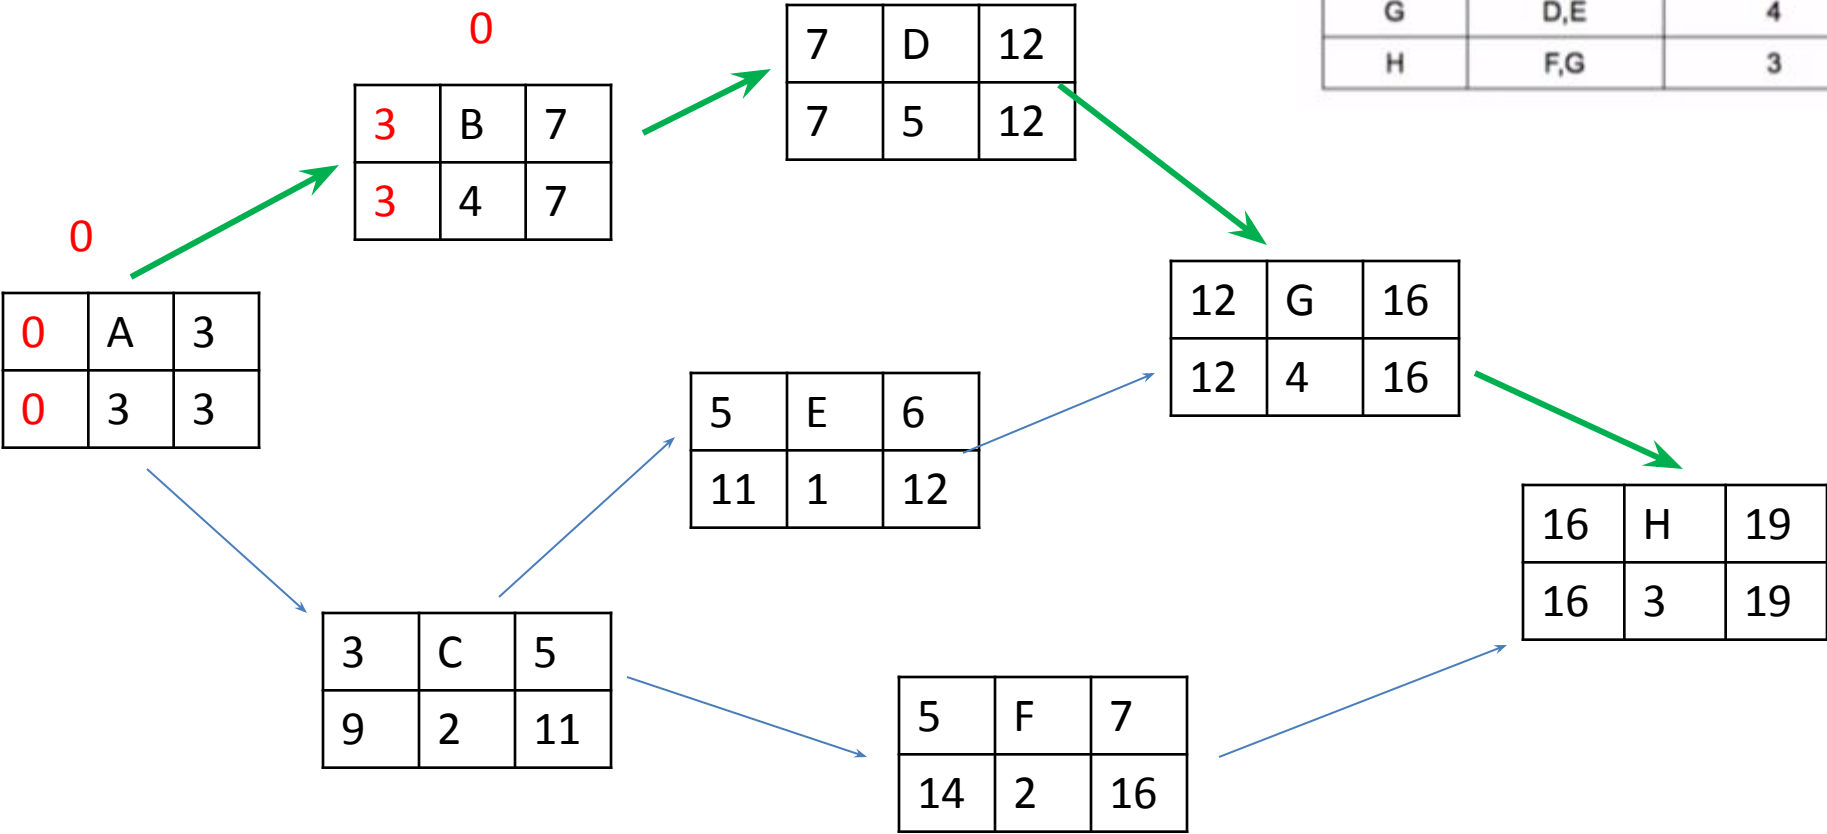 0
7 D 12
7 5 12
G D,E 4
H F,G 3
3 B 7
3 4 7
0
0 A 3
0 3 3
12 G 16
12 4 16
5 E 6
11 1 12
16 H 19
16 3 19
3 C 5
9 2 11
5 F 7
14 2 16